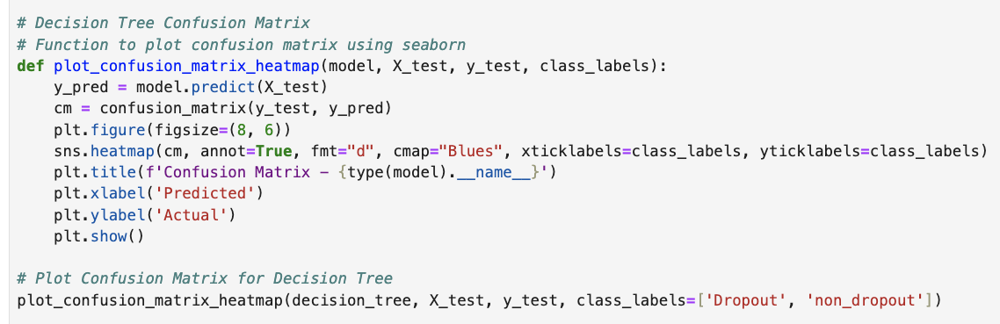 # Decision Tree Confusion Matrix
# Function to plot confusion matrix using seaborn
def plot_confusion_matrix_heatmap(model, X_test, y_test, class_labels):
    y_pred = model.predict(X_test)
    cm = confusion_matrix(y_test, y_pred)
    plt.figure(figsize=(8, 6))
    sns.heatmap(cm, annot=True, fmt="d", cmap="Blues", xticklabels=class_labels, yticklabels=class_labels)
    plt.title(f'Confusion Matrix - {type(model).__name__}')
    plt.xlabel('Predicted')
    plt.ylabel('Actual')
    plt.show()

# Plot Confusion Matrix for Decision Tree
plot_confusion_matrix_heatmap(decision_tree, X_test, y_test, class_labels=['Dropout', 'non_dropout'])